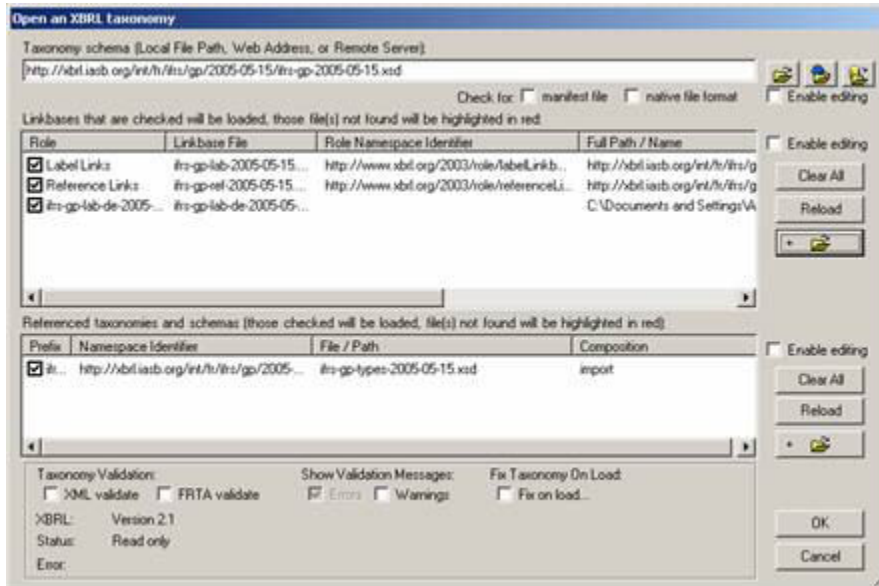 Open an XBRL taxonomy
Taxonomy schema (Local File Path, Web Address, or Remote Server):
http://xbrl.iasb.org/int/fr/ifrs/gp/2005-05-15/ifrs-gp-2005-05-15.xsd
Check for: manifest file native file format Enable editing
Linkbases that are checked will be loaded, those file(s) not found will be highlighted in red:
Role Linkbase File Role Namespace Identifier Full Path / Name Enable editing
Label Links ifrs-gp-lab-2005-05-15.... http://www.xbrl.org/2003/role/labelLinkb... http://xbrl.iasb.org/int/fr/ifrs/g
Reference Links ifrs-gp-ref-2005-05-15.... http://www.xbrl.org/2003/role/referenceLi... http://xbrl.iasb.org/int/fr/ifrs/g
ifrs-gp-lab-de-2005-... ifrs-gp-lab-de-2005-05-... C:\Documents and Settings\A
Clear All
Reload
+
Referenced taxonomies and schemas (those checked will be loaded, file(s) not found will be highlighted in red):
Prefix Namespace Identifier File / Path Composition Enable editing
ifr... http://xbrl.iasb.org/int/fr/ifrs/gp/2005-... ifrs-gp-types-2005-05-15.xsd import
Clear All
Reload
+
Taxonomy Validation: Show Validation Messages: Fix Taxonomy On Load:
XML validate FRTA validate Errors Warnings Fix on load...
XBRL: Version 2.1
Status: Read only
Error:
OK
Cancel